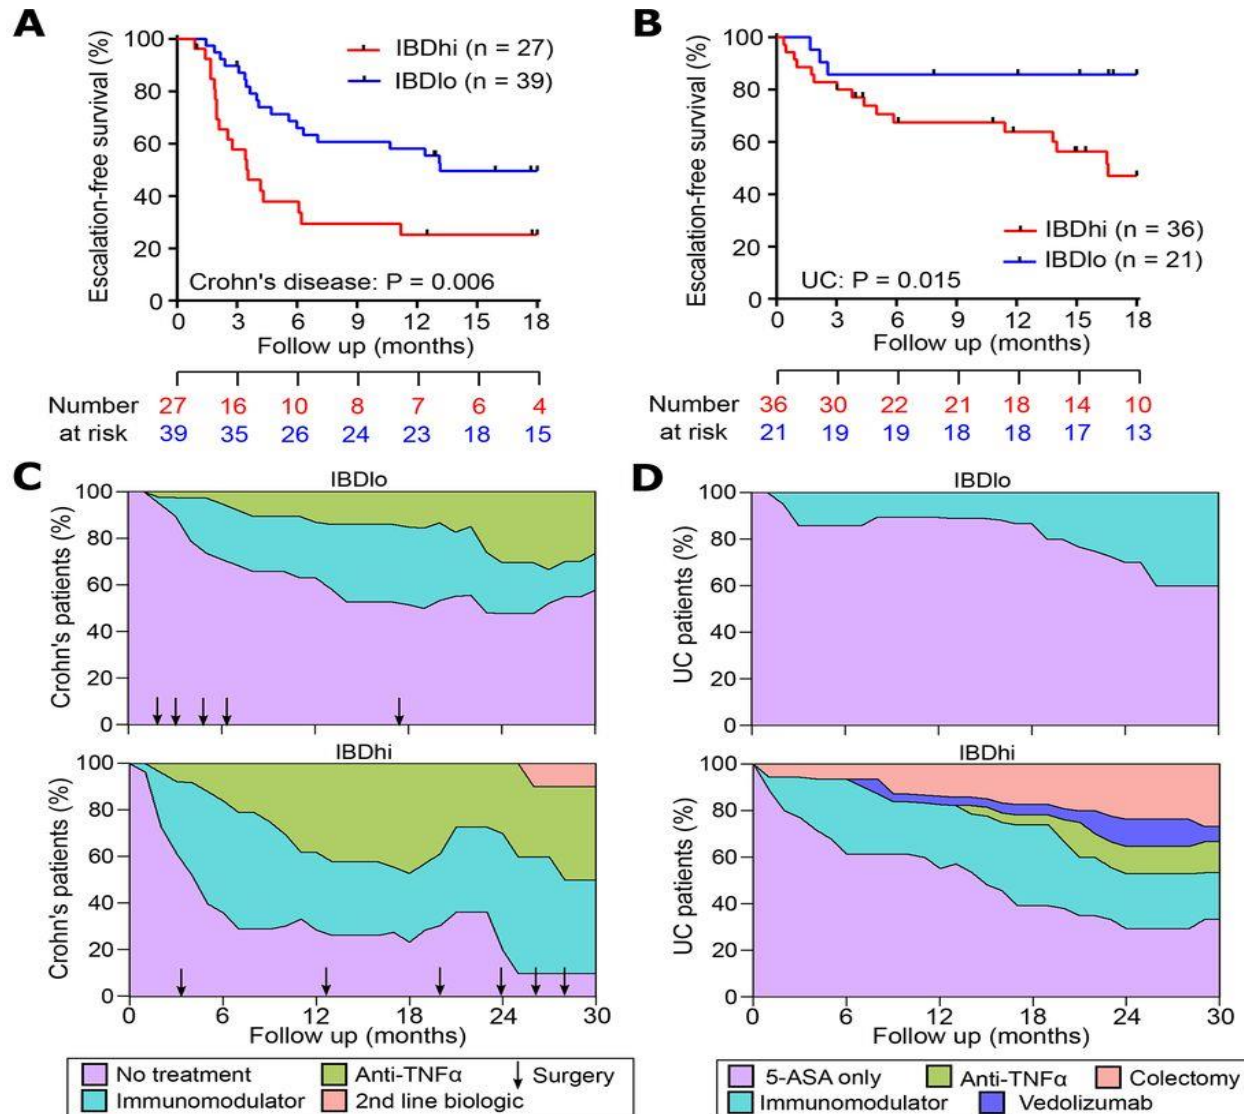 A
Escalation-free survival (%)
100
80
60
40
20
0
IBDhi (n = 27)
IBDlo (n = 39)
Crohn's disease: P = 0.006
0 3 6 9 12 15 18
Follow up (months)
Number at risk
27 16 10 8 7 6 4
39 35 26 24 23 18 15
B
Escalation-free survival (%)
100
80
60
40
20
0
IBDhi (n = 36)
IBDlo (n = 21)
UC: P = 0.015
0 3 6 9 12 15 18
Follow up (months)
Number at risk
36 30 22 21 18 14 10
21 19 19 18 18 17 13
C
IBDlo
Crohn's patients (%)
100
80
60
40
20
0
IBDhi
Crohn's patients (%)
100
80
60
40
20
0
0 6 12 18 24 30
Follow up (months)
No treatment
Anti-TNFα
Surgery
Immunomodulator
2nd line biologic
D
IBDlo
UC patients (%)
100
80
60
40
20
0
IBDhi
UC patients (%)
100
80
60
40
20
0
0 6 12 18 24 30
Follow up (months)
5-ASA only
Anti-TNFα
Colectomy
Immunomodulator
Vedolizumab